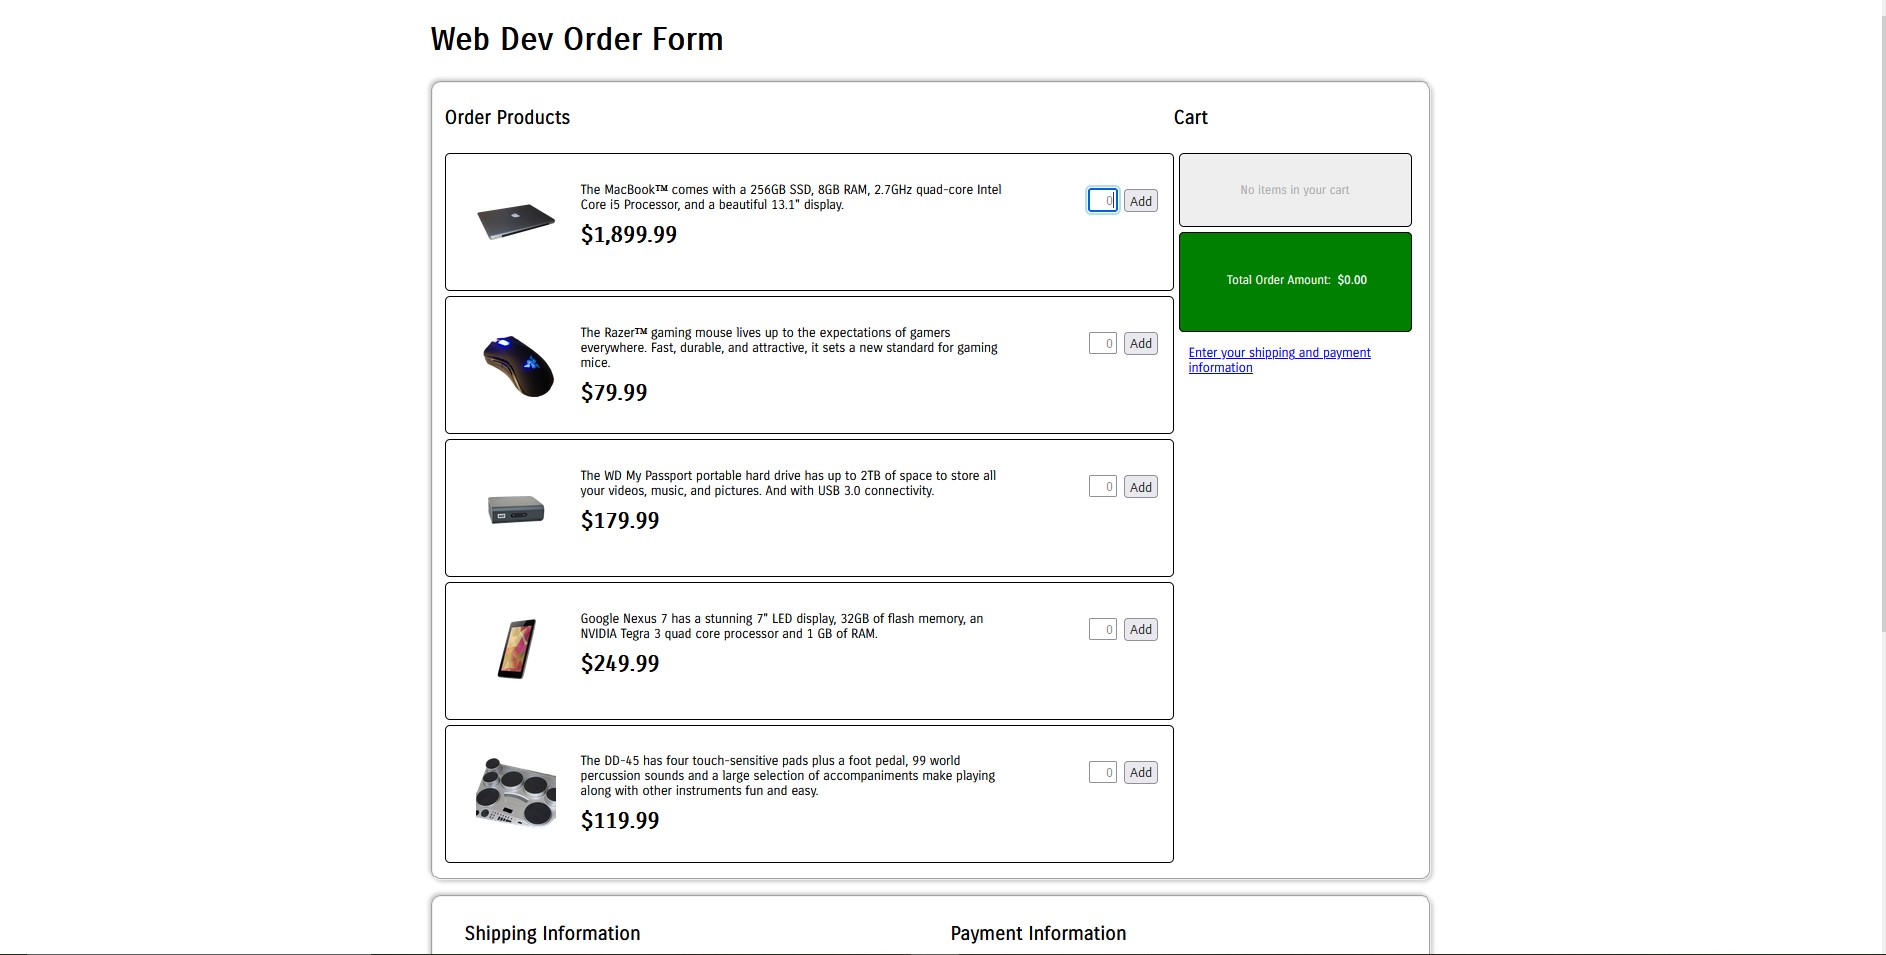 Web Dev Order Form
Order Products
Cart
The MacBook™ comes with a 256GB SSD, 8GB RAM, 2.7GHz quad-core Intel
Core i5 Processor, and a beautiful 13.1" display.
$1,899.99
0
Add
No items in your cart
Total Order Amount: $0.00
Enter your shipping and payment
information
The Razer™ gaming mouse lives up to the expectations of gamers
everywhere. Fast, durable, and attractive, it sets a new standard for gaming
mice.
$79.99
0
Add
The WD My Passport portable hard drive has up to 2TB of space to store all
your videos, music, and pictures. And with USB 3.0 connectivity.
$179.99
0
Add
Google Nexus 7 has a stunning 7" LED display, 32GB of flash memory, an
NVIDIA Tegra 3 quad core processor and 1 GB of RAM.
$249.99
0
Add
The DD-45 has four touch-sensitive pads plus a foot pedal, 99 world
percussion sounds and a large selection of accompaniments make playing
along with other instruments fun and easy.
$119.99
0
Add
Shipping Information
Payment Information